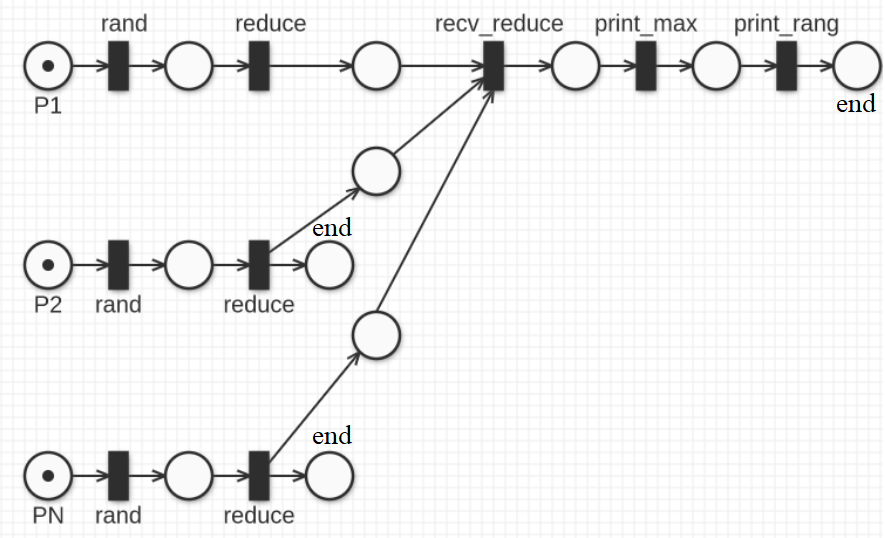 rand
reduce
recv_reduce
print_max
print_rang
P1
end
end
P2
rand
reduce
end
PN
rand
reduce